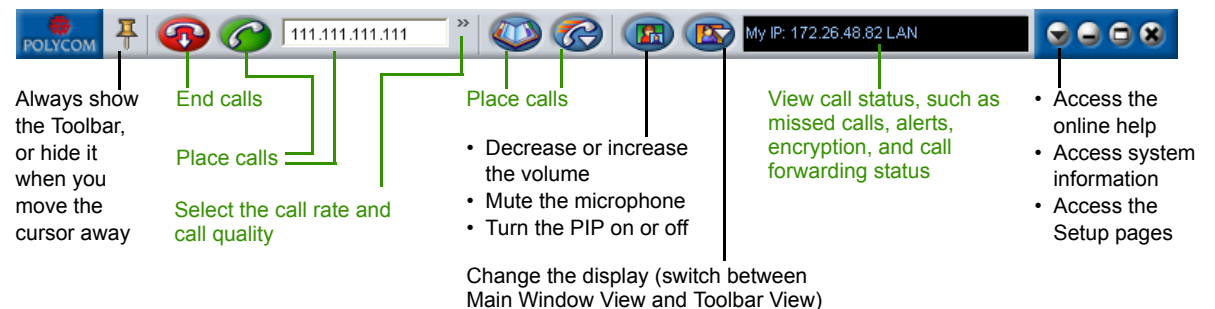 POLYCOM
111.111.111.111
»
My IP: 172.26.48.82 LAN
Always show
the Toolbar,
or hide it
when you
move the
cursor away
End calls
Place calls
Select the call rate and
call quality
Place calls
• Decrease or increase
the volume
• Mute the microphone
• Turn the PIP on or off
Change the display (switch between
Main Window View and Toolbar View)
View call status, such as
missed calls, alerts,
encryption, and call
forwarding status
• Access the
online help
• Access system
information
• Access the
Setup pages